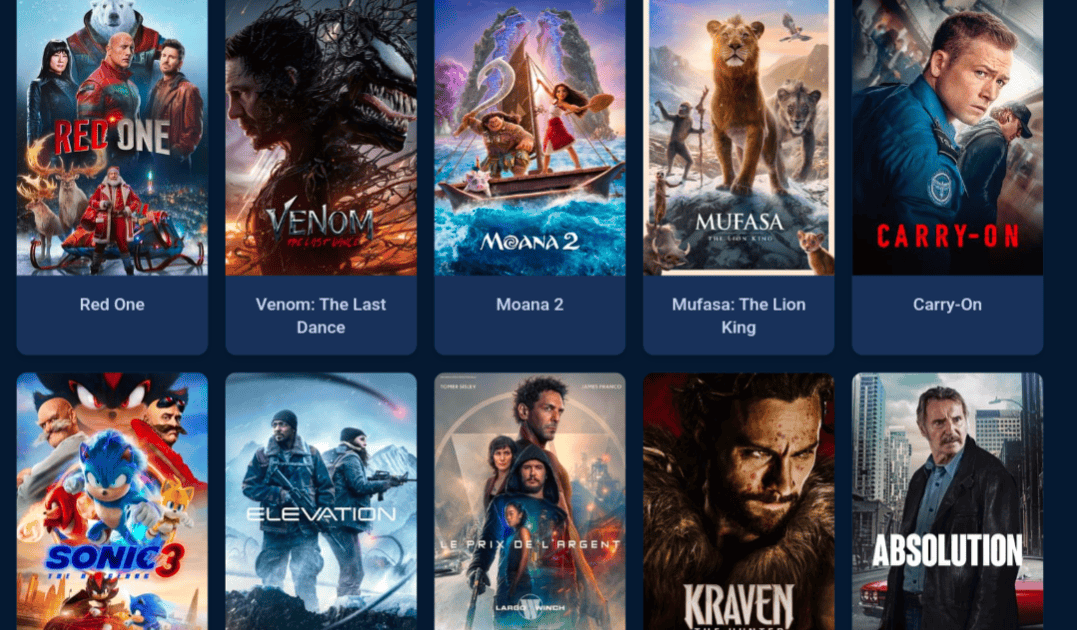 RED ONE
VENOM
THE LAST DANCE
MOANA 2
MUFASA
THE LION KING
CARRY-ON
Red One
Venom: The Last
Dance
Moana 2
Mufasa: The Lion
King
Carry-On
TOMER SISLEY
JAMES FRANCO
SONIC 3
THE HEDGEHOG
ELEVATION
LE PRIX DE L'ARGENT
LARGO WINCH
KRAVEN
THE HUNTER
ABSOLUTION